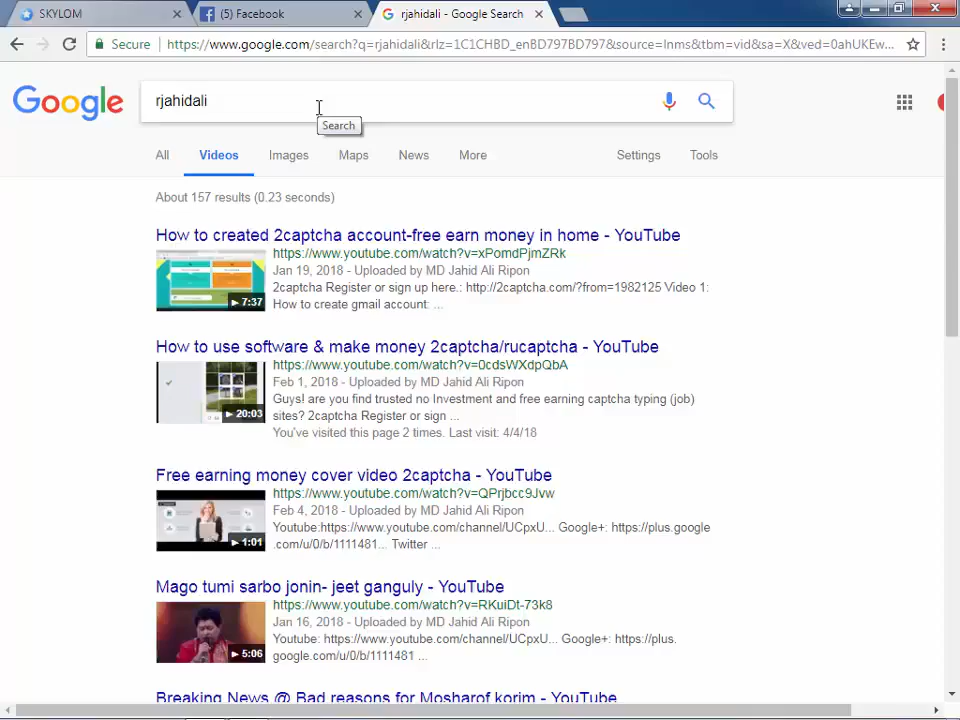 SKYLOM
(5) Facebook
rjahidali - Google Search
Secure
https://www.google.com/search?q=rjahidali&rlz=1C1CHBD_enBD797BD797&source=lnms&tbm=vid&sa=X&ved=0ahUKEw...
Google
rjahidali
Search
All Videos Images Maps News More Settings Tools
About 157 results (0.23 seconds)
How to created 2captcha account-free earn money in home - YouTube
https://www.youtube.com/watch?v=xPomdPjmZRk
Jan 19, 2018 - Uploaded by MD Jahid Ali Ripon
2captcha Register or sign up here.: http://2captcha.com/?from=1982125 Video 1:
How to create gmail account: ...
7:37
How to use software & make money 2captcha/rucaptcha - YouTube
https://www.youtube.com/watch?v=0cdsWXdpQbA
Feb 1, 2018 - Uploaded by MD Jahid Ali Ripon
Guys! are you find trusted no Investment and free earning captcha typing (job)
sites? 2captcha Register or sign ...
20:03
You've visited this page 2 times. Last visit: 4/4/18
Free earning money cover video 2captcha - YouTube
https://www.youtube.com/watch?v=QPrjbcc9Jvw
Feb 4, 2018 - Uploaded by MD Jahid Ali Ripon
Youtube:https://www.youtube.com/channel/UCpxU... Google+: https://plus.google
.com/u/0/b/1111481... Twitter ...
1:01
Mago tumi sarbo jonin- jeet ganguly - YouTube
https://www.youtube.com/watch?v=RKuiDt-73k8
Jan 16, 2018 - Uploaded by MD Jahid Ali Ripon
Youtube: https://www.youtube.com/channel/UCpxU... Google+: https://plus.
google.com/u/0/b/1111481 ...
5:06
Breaking News @ Bad reasons for Mosharof korim - YouTube